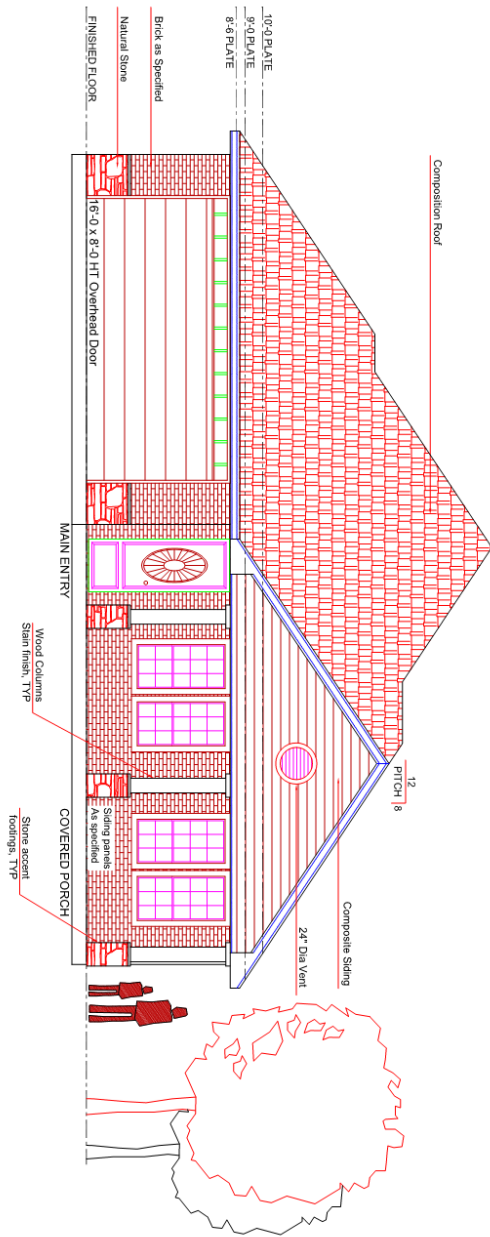 Composition Roof
12
PITCH
8
10'-0 PLATE
9'-0 PLATE
8'-6 PLATE
Composite Siding
24" Dia Vent
Brick as Specified
Natural Stone
FINISHED FLOOR
16'-0 x 8'-0 HT Overhead Door
MAIN ENTRY
Wood Columns
Stain finish, TYP
Siding panels
As specified
COVERED PORCH
Stone accent
footings, TYP